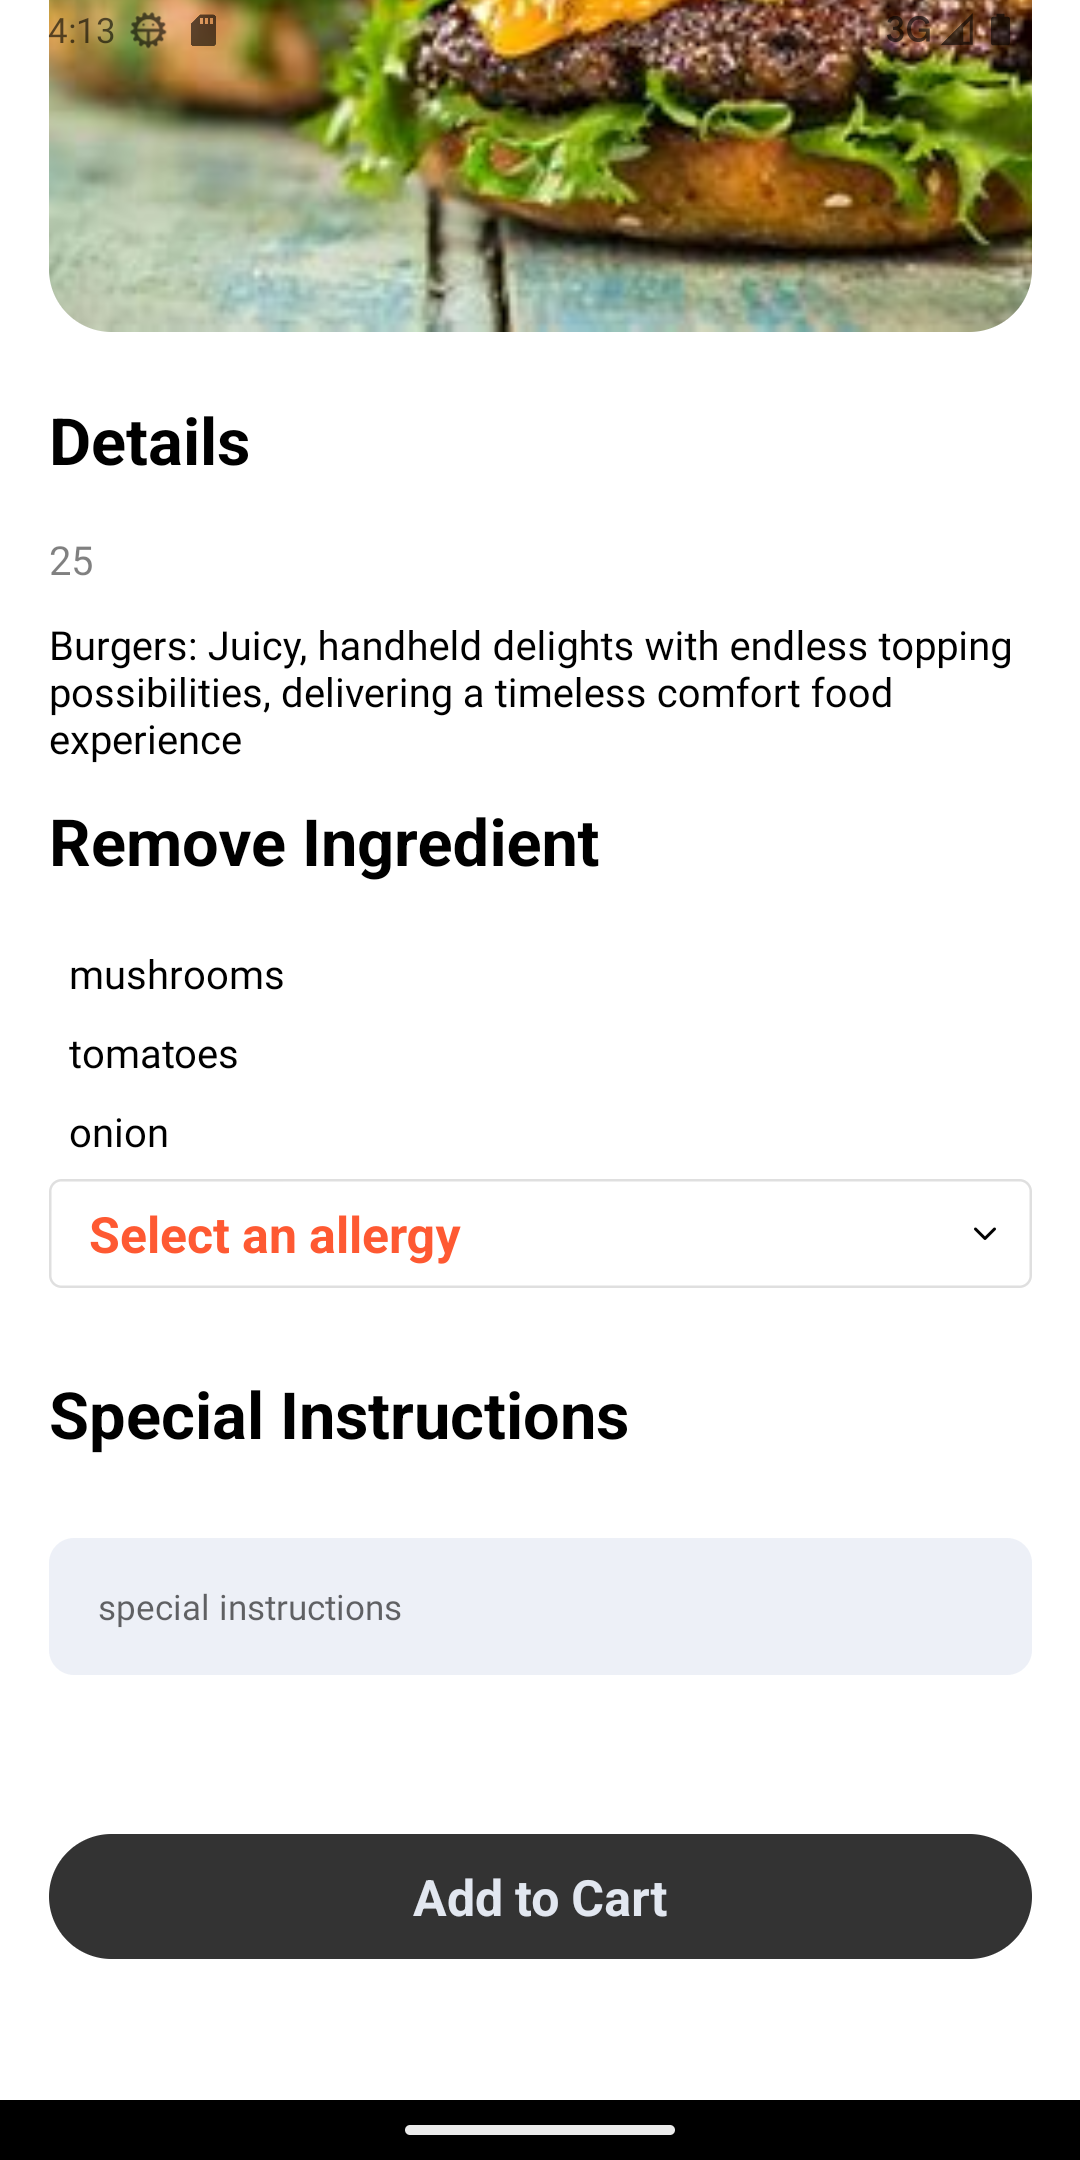 4:13 3G
Details
25
Burgers: Juicy, handheld delights with endless topping
possibilities, delivering a timeless comfort food
experience
Remove Ingredient
mushrooms
tomatoes
onion
Select an allergy
Special Instructions
special instructions
Add to Cart